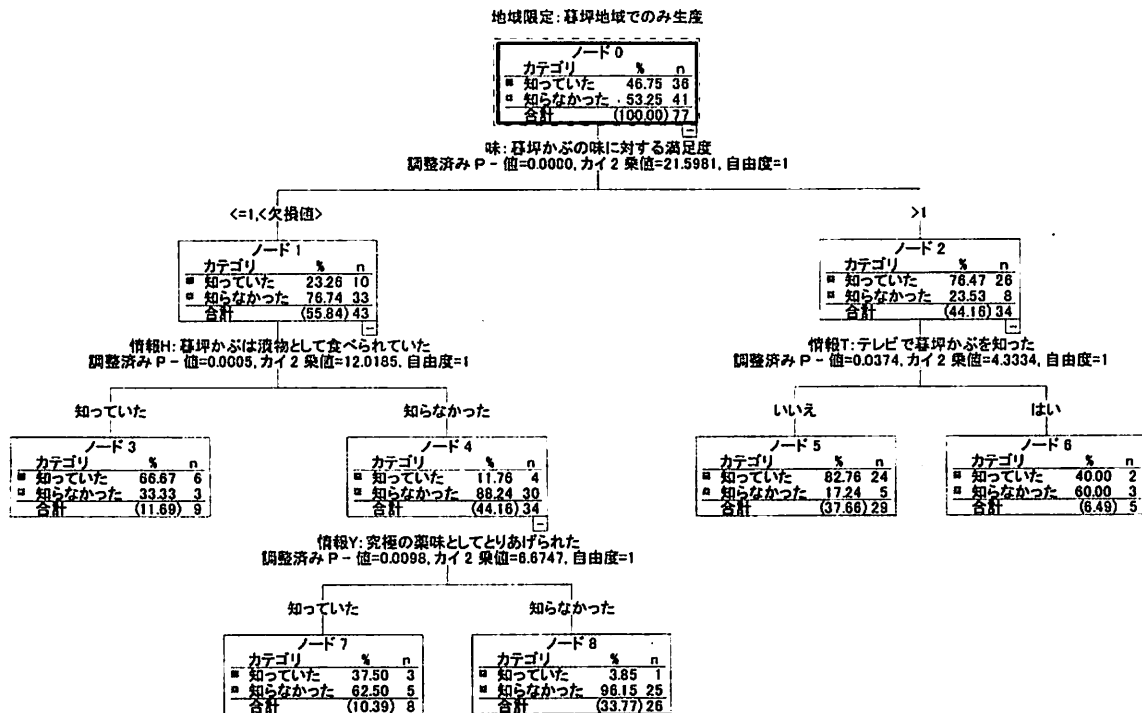 地域限定:暮坪地域でのみ生産
ノード 0
カテゴリ % n
知っていた 46.75 36
知らなかった 53.25 41
合計 (100.00) 77
味:暮坪かぶの味に対する満足度
調整済み P - 値=0.0000, カイ 2 乗値=21.5981, 自由度=1
<=1,<欠損値>
>1
ノード 1
カテゴリ % n
知っていた 23.26 10
知らなかった 76.74 33
合計 (55.84) 43
ノード 2
カテゴリ % n
知っていた 76.47 26
知らなかった 23.53 8
合計 (44.16) 34
情報H:暮坪かぶは漬物として食べられていた
調整済み P - 値=0.0005, カイ 2 乗値=12.0185, 自由度=1
情報T:テレビで暮坪かぶを知った
調整済み P - 値=0.0374, カイ 2 乗値=4.3334, 自由度=1
知っていた
知らなかった
いいえ
はい
ノード 3
カテゴリ % n
知っていた 66.67 6
知らなかった 33.33 3
合計 (11.69) 9
ノード 4
カテゴリ % n
知っていた 11.76 4
知らなかった 88.24 30
合計 (44.16) 34
ノード 5
カテゴリ % n
知っていた 82.76 24
知らなかった 17.24 5
合計 (37.66) 29
ノード 6
カテゴリ % n
知っていた 40.00 2
知らなかった 60.00 3
合計 (6.49) 5
情報Y:究極の薬味としてとりあげられた
調整済み P - 値=0.0098, カイ 2 乗値=6.6747, 自由度=1
知っていた
知らなかった
ノード 7
カテゴリ % n
知っていた 37.50 3
知らなかった 62.50 5
合計 (10.39) 8
ノード 8
カテゴリ % n
知っていた 3.85 1
知らなかった 96.15 25
合計 (33.77) 26